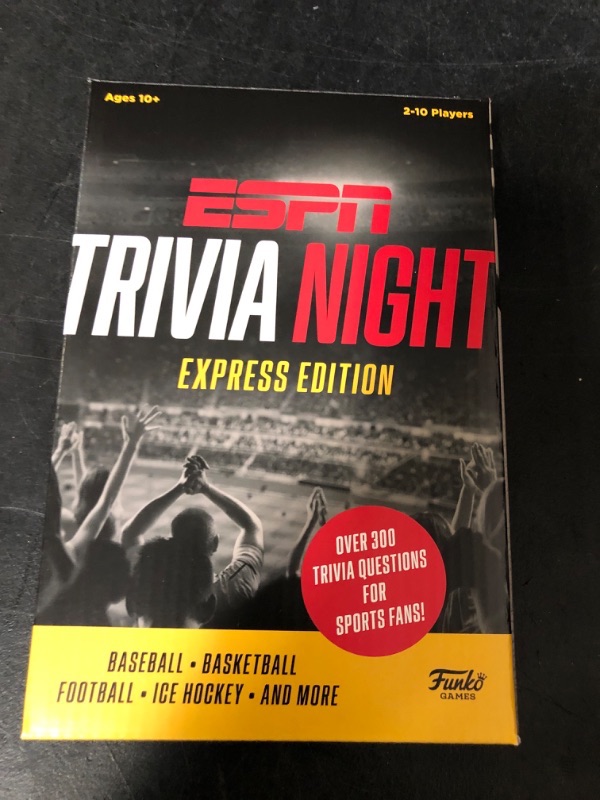 Ages 10+
2-10 Players
ESPN
TRIVIA NIGHT
EXPRESS EDITION
OVER 300
TRIVIA QUESTIONS
FOR
SPORTS FANS!
BASEBALL • BASKETBALL
FOOTBALL • ICE HOCKEY • AND MORE
Funko
GAMES